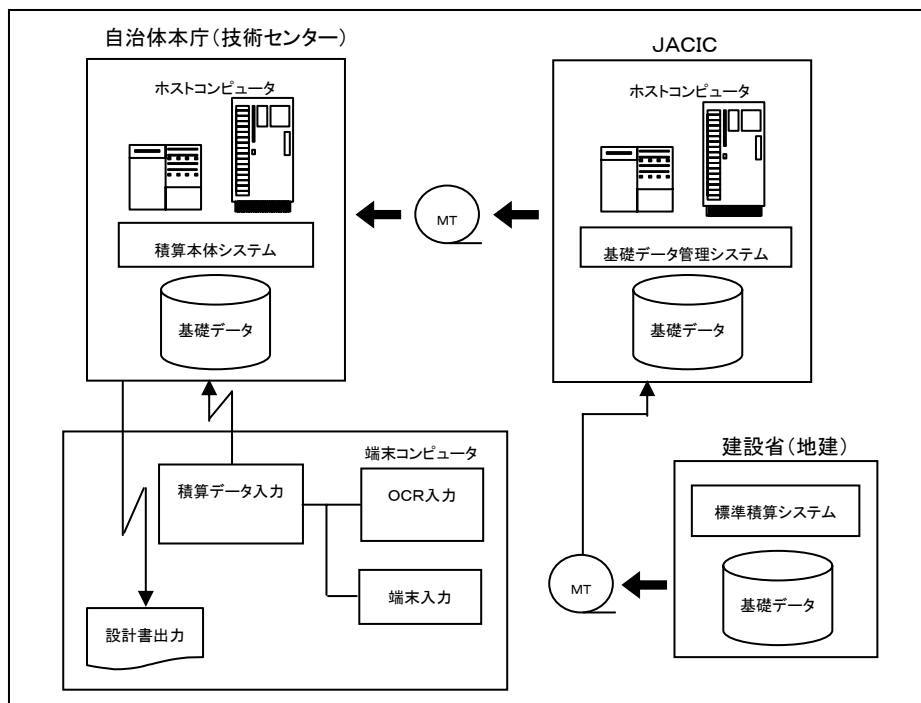 自治体本庁（技術センター）
ホストコンピュータ
積算本体システム
基礎データ
MT
JACIC
ホストコンピュータ
基礎データ管理システム
基礎データ
端末コンピュータ
積算データ入力
OCR入力
端末入力
設計書出力
建設省（地建）
標準積算システム
基礎データ
MT